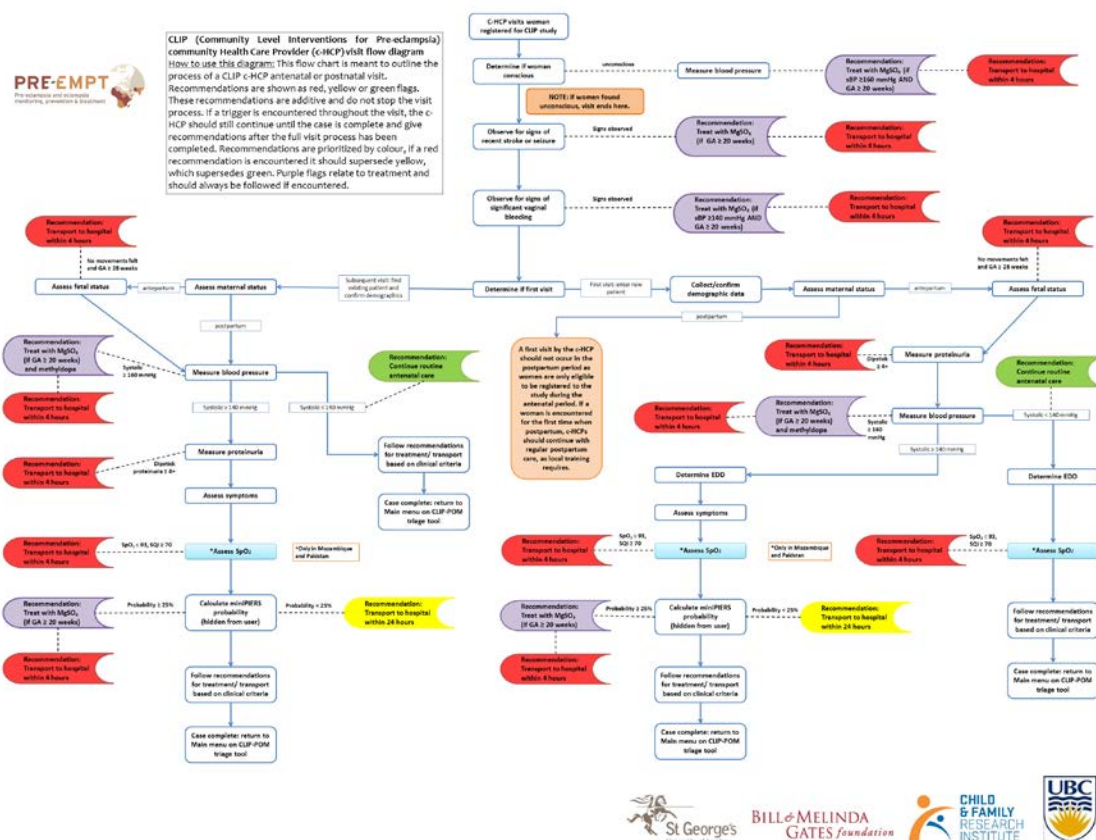 PRE-EMPT
Pre-eclampsia and eclampsia
monitoring, prevention & treatment
CLIP (Community Level Interventions for Pre-eclampsia)
community Health Care Provider (c-HCP) visit flow diagram
How to use this diagram: This flow chart is meant to outline the
process of a CLIP c-HCP antenatal or postnatal visit.
Recommendations are shown as red, yellow or green flags.
These recommendations are additive and do not stop the visit
process. If a trigger is encountered throughout the visit, the c-
HCP should still continue until the case is complete and give
recommendations after the full visit process has been
completed. Recommendations are prioritized by colour, if a red
recommendation is encountered it should supersede yellow,
which supersedes green. Purple flags relate to treatment and
should always be followed if encountered.
C-HCP visits woman
registered for CLIP study
Determine if woman
conscious
unconscious
Measure blood pressure
Recommendation:
Treat with MgSO₄ (if
sBP ≥160 mmHg AND
GA ≥ 20 weeks)
Recommendation:
Transport to hospital
within 4 hours
NOTE: If women found
unconscious, visit ends here.
Observe for signs of
recent stroke or seizure
Signs observed
Recommendation:
Treat with MgSO₄
(if GA ≥ 20 weeks)
Recommendation:
Transport to hospital
within 4 hours
Observe for signs of
significant vaginal
bleeding
Signs observed
Recommendation:
Treat with MgSO₄ (if
sBP ≥140 mmHg AND
GA ≥ 20 weeks)
Recommendation:
Transport to hospital
within 4 hours
Recommendation:
Transport to hospital
within 4 hours
No movements felt
and GA ≥ 28 weeks
Assess fetal status
antepartum
Assess maternal status
Subsequent visit: find
existing patient and
confirm demographics
Determine if first visit
First visit: enter new
patient
Collect/confirm
demographic data
Assess maternal status
antepartum
Assess fetal status
Recommendation:
Transport to hospital
within 4 hours
No movements felt
and GA ≥ 28 weeks
postpartum
postpartum
Recommendation:
Treat with MgSO₄
(if GA ≥ 20 weeks)
and methyldopa
Systolic
≥ 160 mmHg
Measure blood pressure
Recommendation:
Transport to hospital
within 4 hours
Systolic ≥ 140 mmHg
Systolic < 140 mmHg
Recommendation:
Continue routine
antenatal care
Measure proteinuria
Recommendation:
Transport to hospital
within 4 hours
Dipstick
proteinuria ≥ 4+
Assess symptoms
Follow recommendations
for treatment/ transport
based on clinical criteria
Case complete: return to
Main menu on CLIP-POM
triage tool
Recommendation:
Transport to hospital
within 4 hours
SpO₂ < 93, SQI ≥ 70
*Assess SpO₂
*Only in Mozambique
and Pakistan
Recommendation:
Treat with MgSO₄
(if GA ≥ 20 weeks)
Probability ≥ 25%
Calculate miniPIERS
probability
(hidden from user)
Probability < 25%
Recommendation:
Transport to hospital
within 24 hours
Recommendation:
Transport to hospital
within 4 hours
Follow recommendations
for treatment/ transport
based on clinical criteria
Case complete: return to
Main menu on CLIP-POM
triage tool
A first visit by the c-HCP
should not occur in the
postpartum period as
women are only eligible
to be registered to the
study during the
antenatal period. If a
woman is encountered
for the first time when
postpartum, c-HCPs
should continue with
regular postpartum
care, as local training
requires.
Recommendation:
Transport to hospital
within 4 hours
Dipstick
≥ 4+
Measure proteinuria
Recommendation:
Continue routine
antenatal care
Recommendation:
Transport to hospital
within 4 hours
Recommendation:
Treat with MgSO₄
(if GA ≥ 20 weeks)
and methyldopa
Systolic
≥ 160
mmHg
Measure blood pressure
Systolic < 140 mmHg
Systolic ≥ 140 mmHg
Determine EDD
Determine EDD
Assess symptoms
Recommendation:
Transport to hospital
within 4 hours
SpO₂ < 93,
SQI ≥ 70
*Assess SpO₂
*Only in Mozambique
and Pakistan
Recommendation:
Transport to hospital
within 4 hours
SpO₂ < 93,
SQI ≥ 70
*Assess SpO₂
Recommendation:
Treat with MgSO₄
(if GA ≥ 20 weeks)
Probability ≥ 25%
Calculate miniPIERS
probability
(hidden from user)
Probability < 25%
Recommendation:
Transport to hospital
within 24 hours
Follow recommendations
for treatment/ transport
based on clinical criteria
Recommendation:
Transport to hospital
within 4 hours
Follow recommendations
for treatment/ transport
based on clinical criteria
Case complete: return to
Main menu on CLIP-POM
triage tool
Case complete: return to
Main menu on CLIP-POM
triage tool
St George's
BILL & MELINDA
GATES foundation
CHILD
& FAMILY
RESEARCH
INSTITUTE
UBC